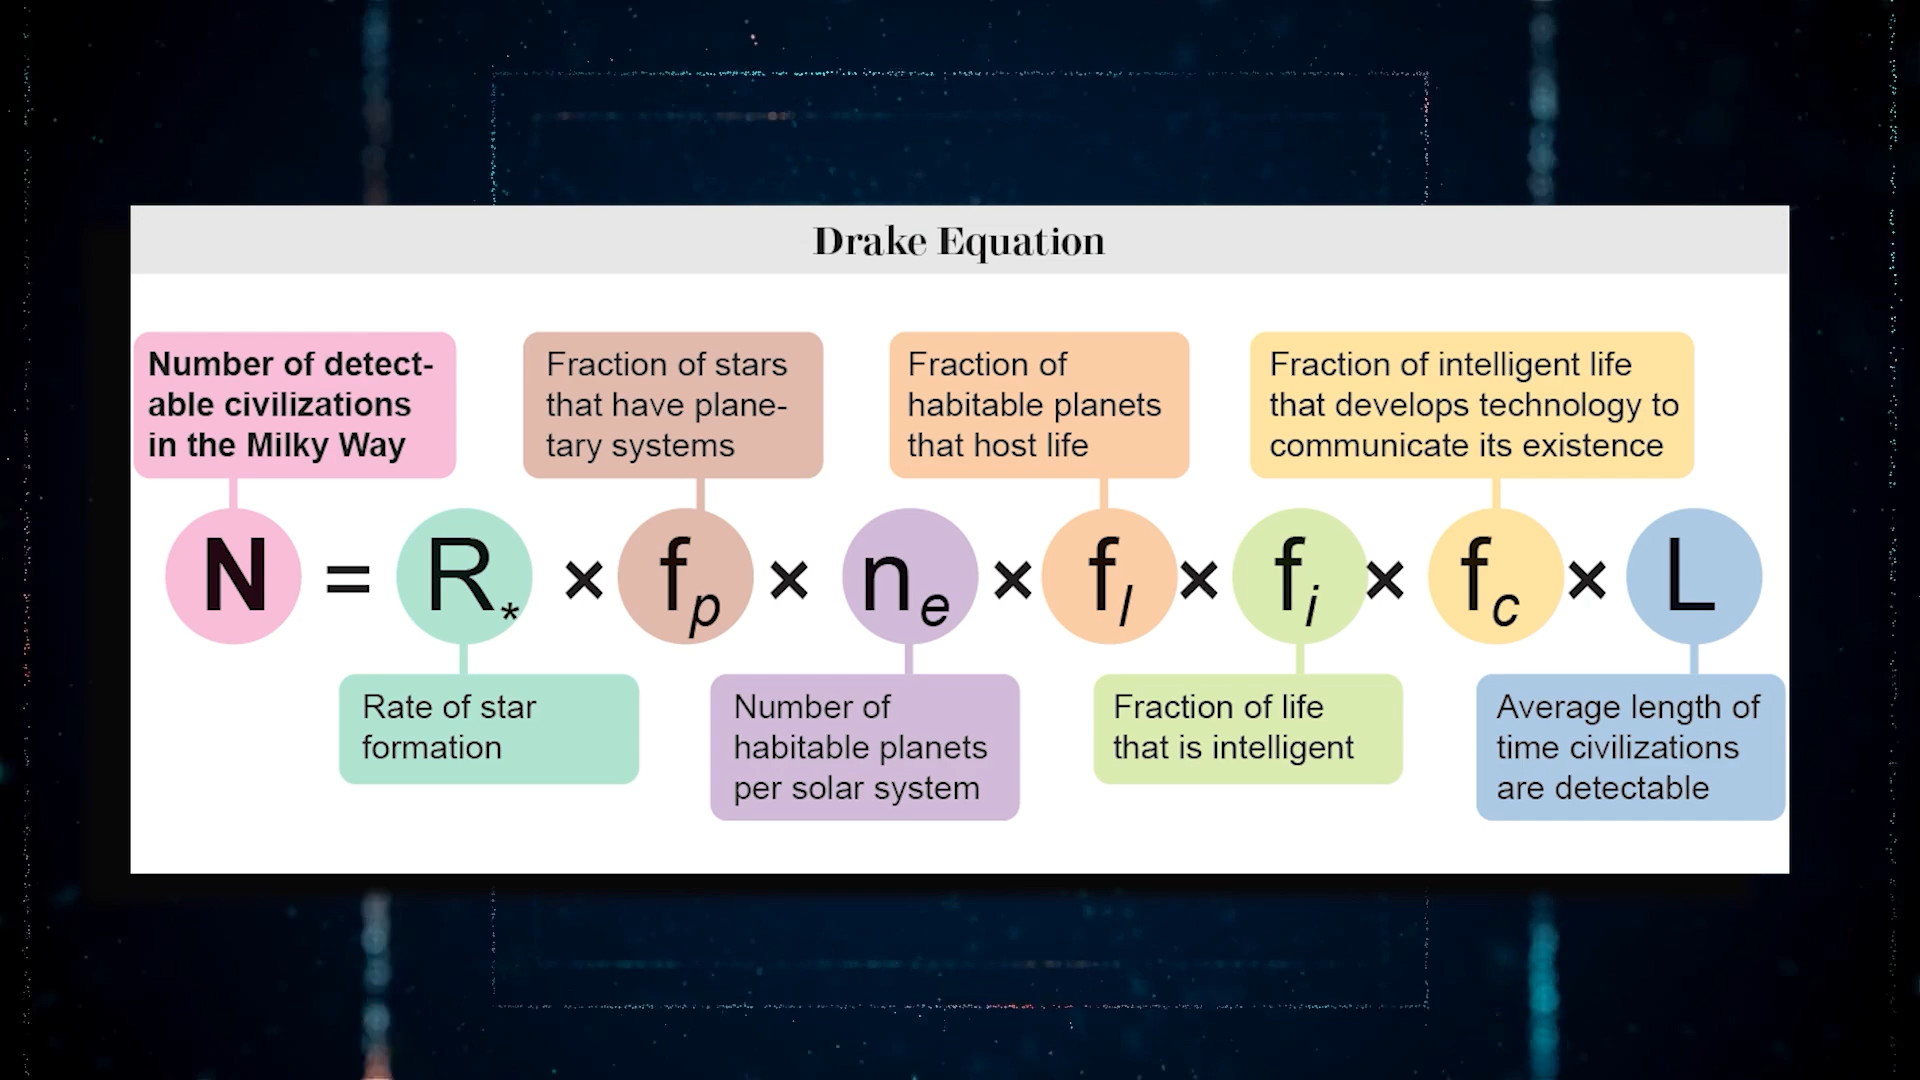 Drake Equation
Number of detect-
able civilizations
in the Milky Way
Fraction of stars
that have plane-
tary systems
Fraction of
habitable planets
that host life
Fraction of intelligent life
that develops technology to
communicate its existence
N = R* × fp × ne × fl × fi × fc × L
Rate of star
formation
Number of
habitable planets
per solar system
Fraction of life
that is intelligent
Average length of
time civilizations
are detectable